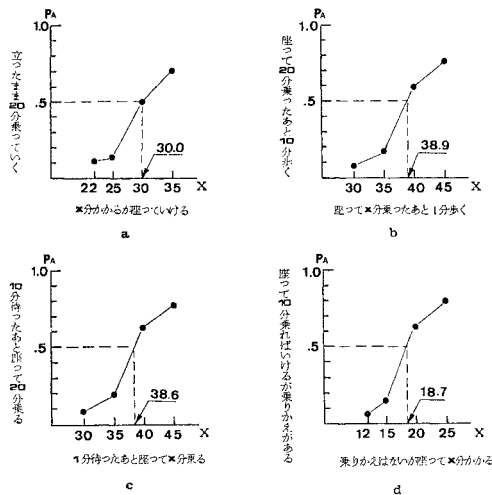 PA
1.0
.5
立ったまま20分乗っていく
30.0
22 25 30 35 X
x分かかるが座っていける
a
PA
1.0
.5
座って20分乗ったあと10分歩く
38.9
30 35 40 45 X
座ってx分乗ったあと1分歩く
b
PA
1.0
.5
10分待ったあと座って20分乗る
38.6
30 35 40 45 X
1分待ったあと座ってx分乗る
c
PA
1.0
.5
座って10分乗ればいけるが乗りかえがある
18.7
12 15 20 25 X
乗りかえはないが座ってx分かかる
d